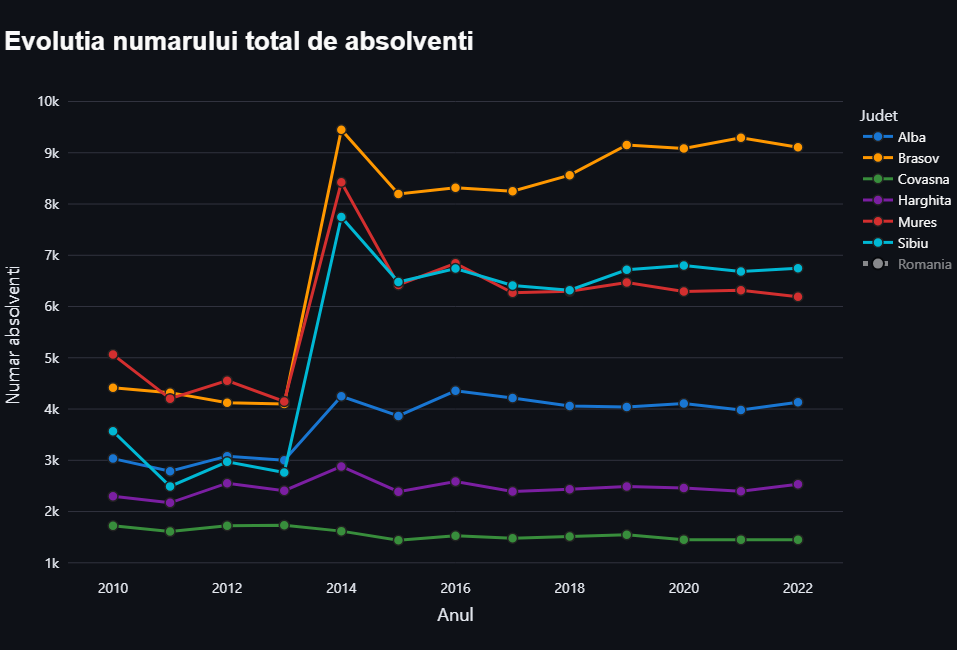 Evolutia numarului total de absolventi
Numar absolventi
10k
9k
8k
7k
6k
5k
4k
3k
2k
1k
2010 2012 2014 2016 2018 2020 2022
Anul
Judet
Alba
Brasov
Covasna
Harghita
Mures
Sibiu
Romania